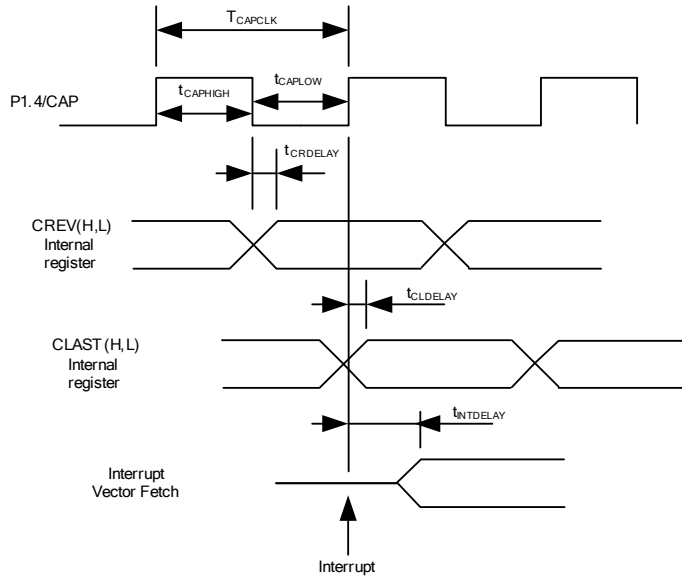 TCAPCLK
tCAPHIGH
tCAPLOW
P1.4/CAP
tCRDELAY
CREV(H,L)
Internal
register
tCLDELAY
CLAST (H,L)
Internal
register
tINTDELAY
Interrupt
Vector Fetch
Interrupt